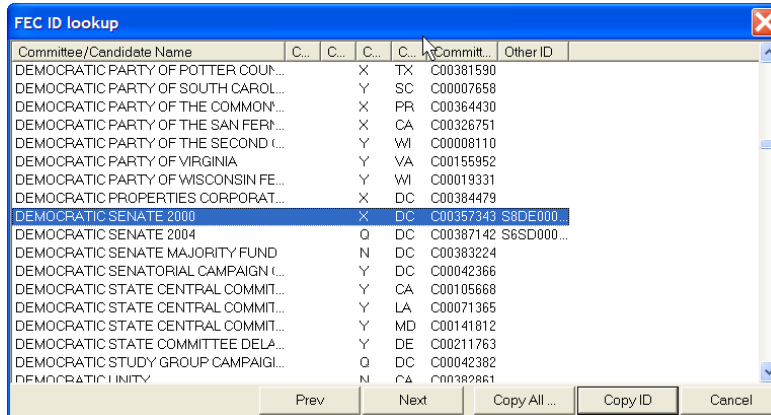 FEC ID lookup
Committee/Candidate Name C... C... C... C... Committ... Other ID
DEMOCRATIC PARTY OF POTTER COUN... X TX C00381590
DEMOCRATIC PARTY OF SOUTH CAROL... Y SC C00007658
DEMOCRATIC PARTY OF THE COMMON... X PR C00364430
DEMOCRATIC PARTY OF THE SAN FERN... X CA C00326751
DEMOCRATIC PARTY OF THE SECOND (... Y WI C00008110
DEMOCRATIC PARTY OF VIRGINIA Y VA C00155952
DEMOCRATIC PARTY OF WISCONSIN FE... Y WI C00019331
DEMOCRATIC PROPERTIES CORPORAT... X DC C00384479
DEMOCRATIC SENATE 2000 X DC C00357343 S8DE000...
DEMOCRATIC SENATE 2004 Q DC C00387142 S6SD000...
DEMOCRATIC SENATE MAJORITY FUND N DC C00383224
DEMOCRATIC SENATORIAL CAMPAIGN (... Y DC C00042366
DEMOCRATIC STATE CENTRAL COMMIT... Y CA C00105668
DEMOCRATIC STATE CENTRAL COMMIT... Y LA C00071365
DEMOCRATIC STATE CENTRAL COMMIT... Y MD C00141812
DEMOCRATIC STATE COMMITTEE DELA... Y DE C00211763
DEMOCRATIC STUDY GROUP CAMPAIGI... Q DC C00042382
DEMOCRATIC UNITY N CA C00382861
Prev Next Copy All ... Copy ID Cancel